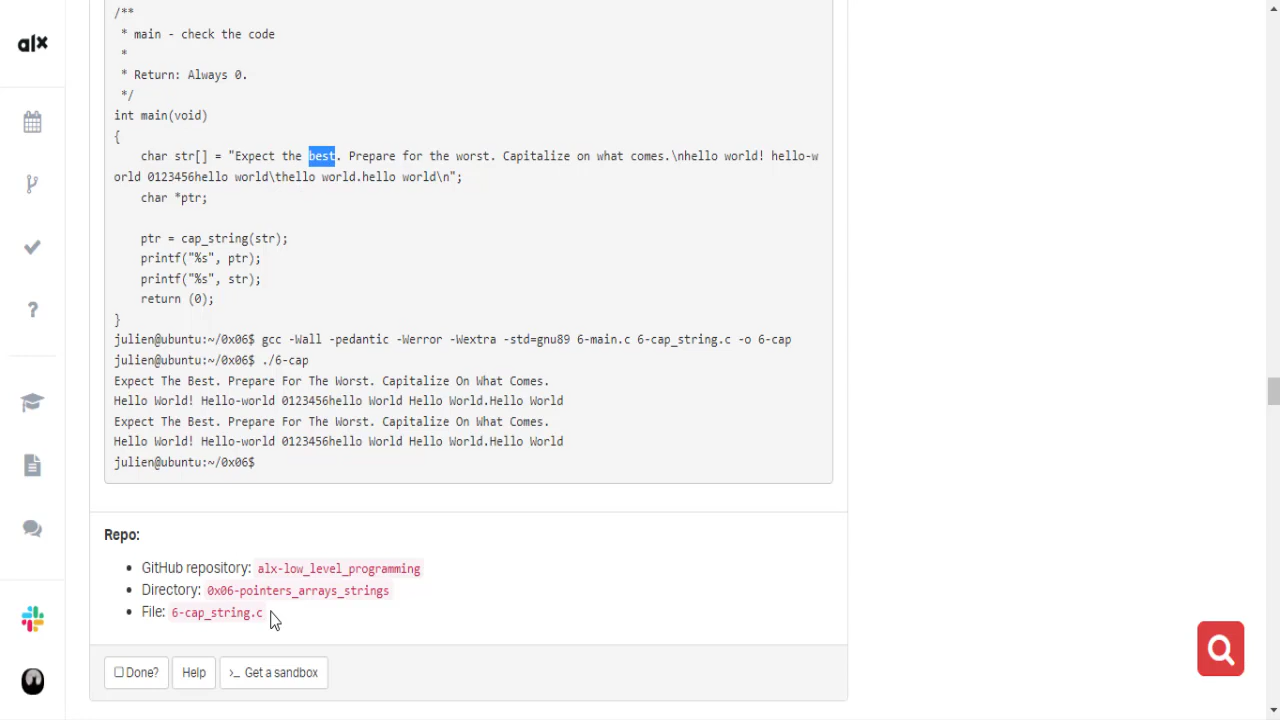 alx
/**
 * main - check the code
 *
 * Return: Always 0.
 */
int main(void)
{
    char str[] = "Expect the best. Prepare for the worst. Capitalize on what comes.\nhello world! hello-w
orld 0123456hello world\thello world.hello world\n";
    char *ptr;
    ptr = cap_string(str);
    printf("%s", ptr);
    printf("%s", str);
    return (0);
}
julien@ubuntu:~/0x06$ gcc -Wall -pedantic -Werror -Wextra -std=gnu89 6-main.c 6-cap_string.c -o 6-cap
julien@ubuntu:~/0x06$ ./6-cap
Expect The Best. Prepare For The Worst. Capitalize On What Comes.
Hello World! Hello-world 0123456hello World Hello World.Hello World
Expect The Best. Prepare For The Worst. Capitalize On What Comes.
Hello World! Hello-world 0123456hello World Hello World.Hello World
julien@ubuntu:~/0x06$
Repo:
• GitHub repository: alx-low_level_programming
• Directory: 0x06-pointers_arrays_strings
• File: 6-cap_string.c
Done? Help >_ Get a sandbox